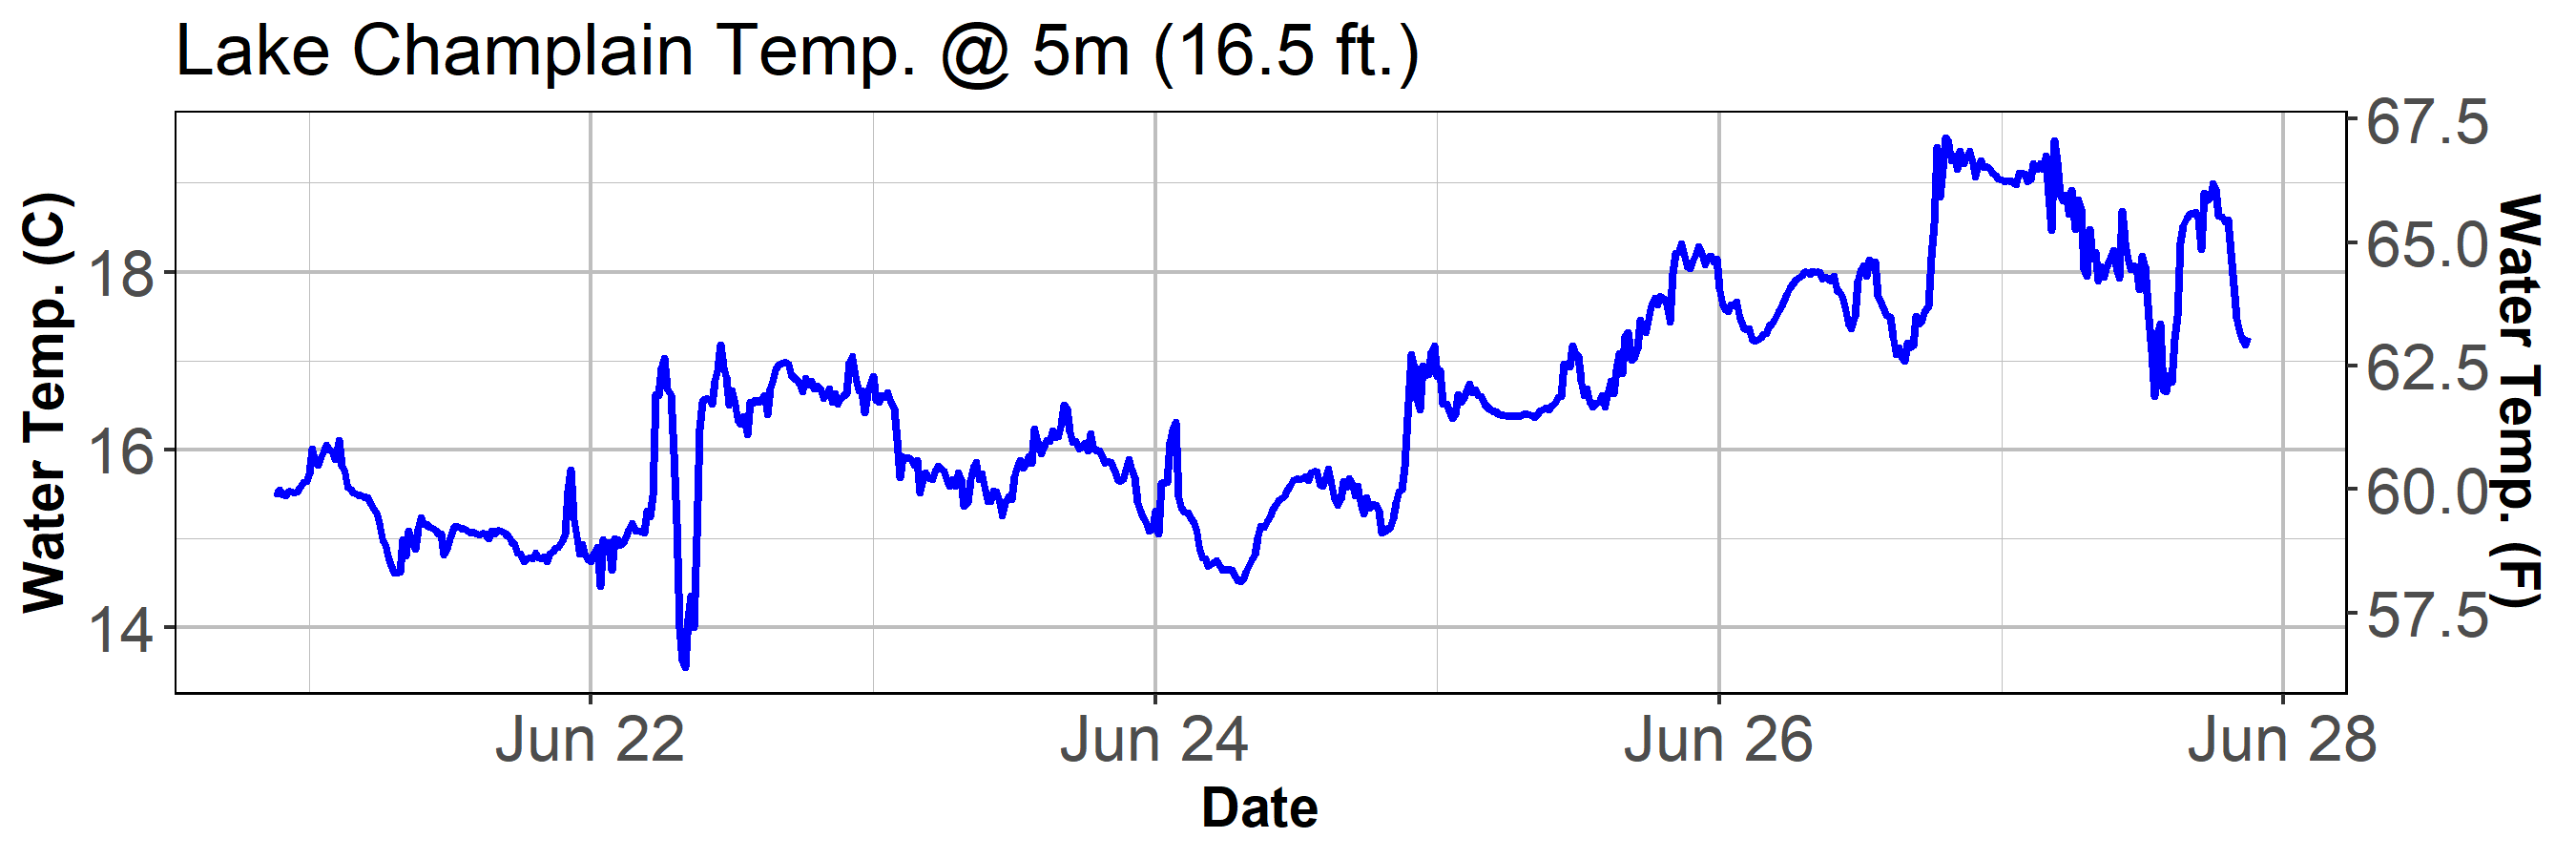 Lake Champlain Temp. @ 5m (16.5 ft.)
Water Temp. (C)
18
16
14
67.5
65.0
62.5
60.0
57.5
Water Temp. (F)
Jun 22 Jun 24 Jun 26 Jun 28
Date